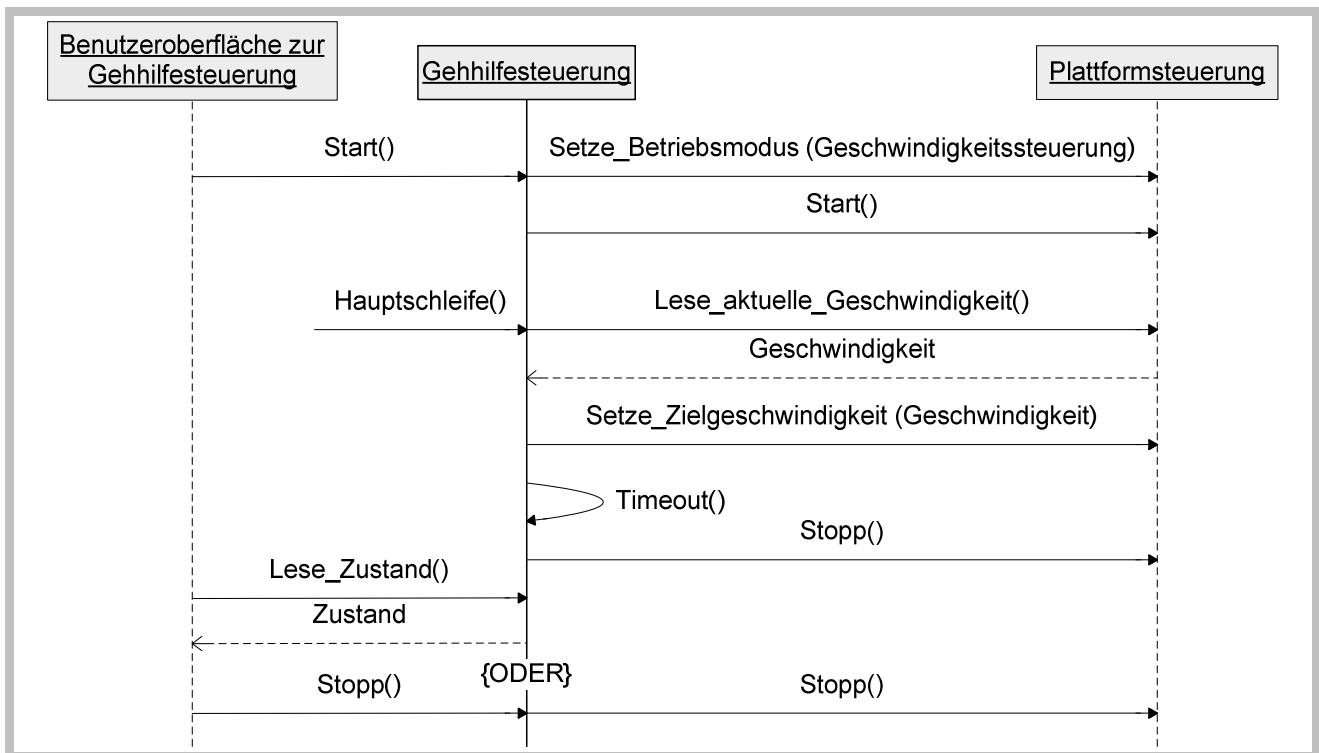 Benutzeroberfläche zur
Gehhilfesteuerung
Gehhilfesteuerung
Plattformsteuerung
Start()
Setze_Betriebsmodus (Geschwindigkeitssteuerung)
Start()
Hauptschleife()
Lese_aktuelle_Geschwindigkeit()
Geschwindigkeit
Setze_Zielgeschwindigkeit (Geschwindigkeit)
Timeout()
Stopp()
Lese_Zustand()
Zustand
{ODER}
Stopp()
Stopp()